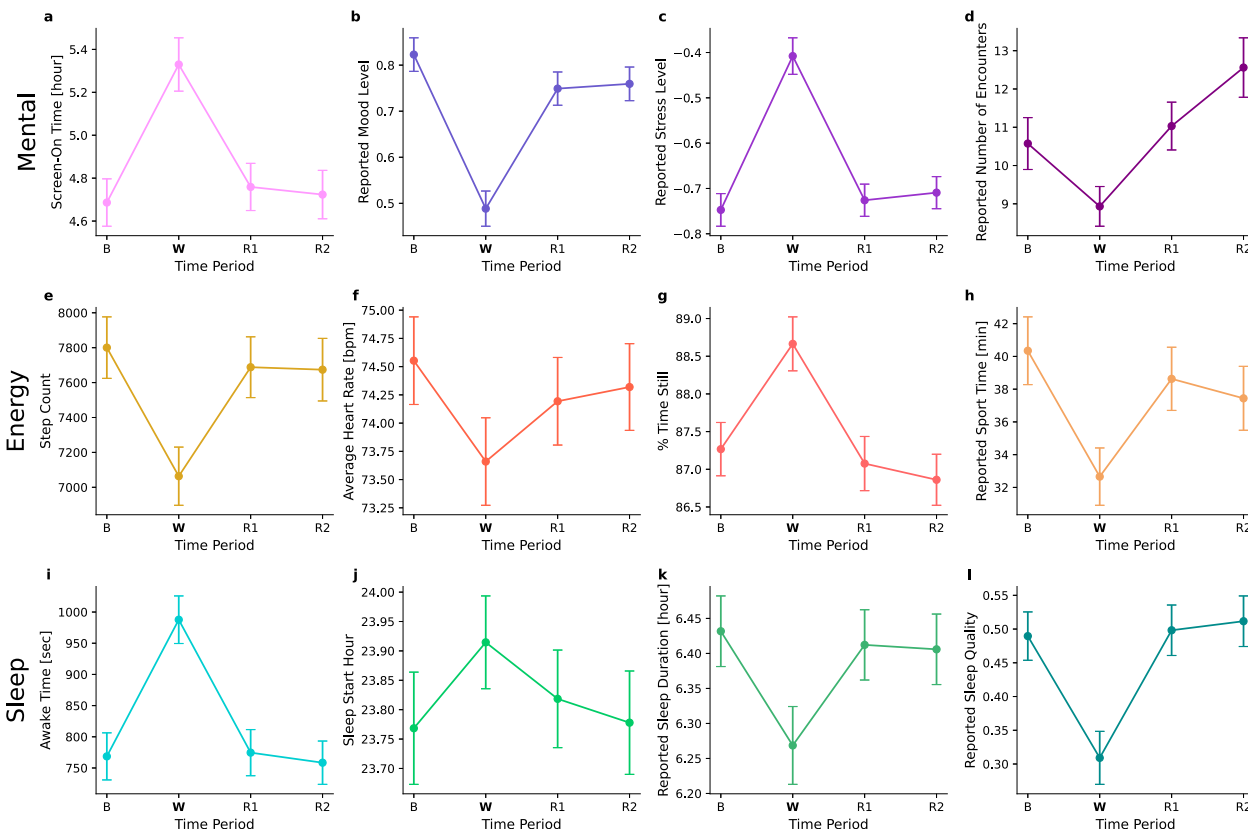 Mental
a
Screen-On Time [hour]
5.4
5.2
5.0
4.8
4.6
B W R1 R2
Time Period
b
Reported Mood Level
0.8
0.7
0.6
0.5
B W R1 R2
Time Period
c
Reported Stress Level
−0.4
−0.5
−0.6
−0.7
−0.8
B W R1 R2
Time Period
d
Reported Number of Encounters
13
12
11
10
9
B W R1 R2
Time Period
Energy
e
Step Count
8000
7800
7600
7400
7200
7000
B W R1 R2
Time Period
f
Average Heart Rate [bpm]
75.00
74.75
74.50
74.25
74.00
73.75
73.50
73.25
B W R1 R2
Time Period
g
% Time Still
89.0
88.5
88.0
87.5
87.0
86.5
B W R1 R2
Time Period
h
Reported Sport Time [min]
42
40
38
36
34
32
B W R1 R2
Time Period
Sleep
i
Awake Time [sec]
1000
950
900
850
800
750
B W R1 R2
Time Period
j
Sleep Start Hour
24.00
23.95
23.90
23.85
23.80
23.75
23.70
B W R1 R2
Time Period
k
Reported Sleep Duration [hour]
6.45
6.40
6.35
6.30
6.25
6.20
B W R1 R2
Time Period
l
Reported Sleep Quality
0.55
0.50
0.45
0.40
0.35
0.30
B W R1 R2
Time Period